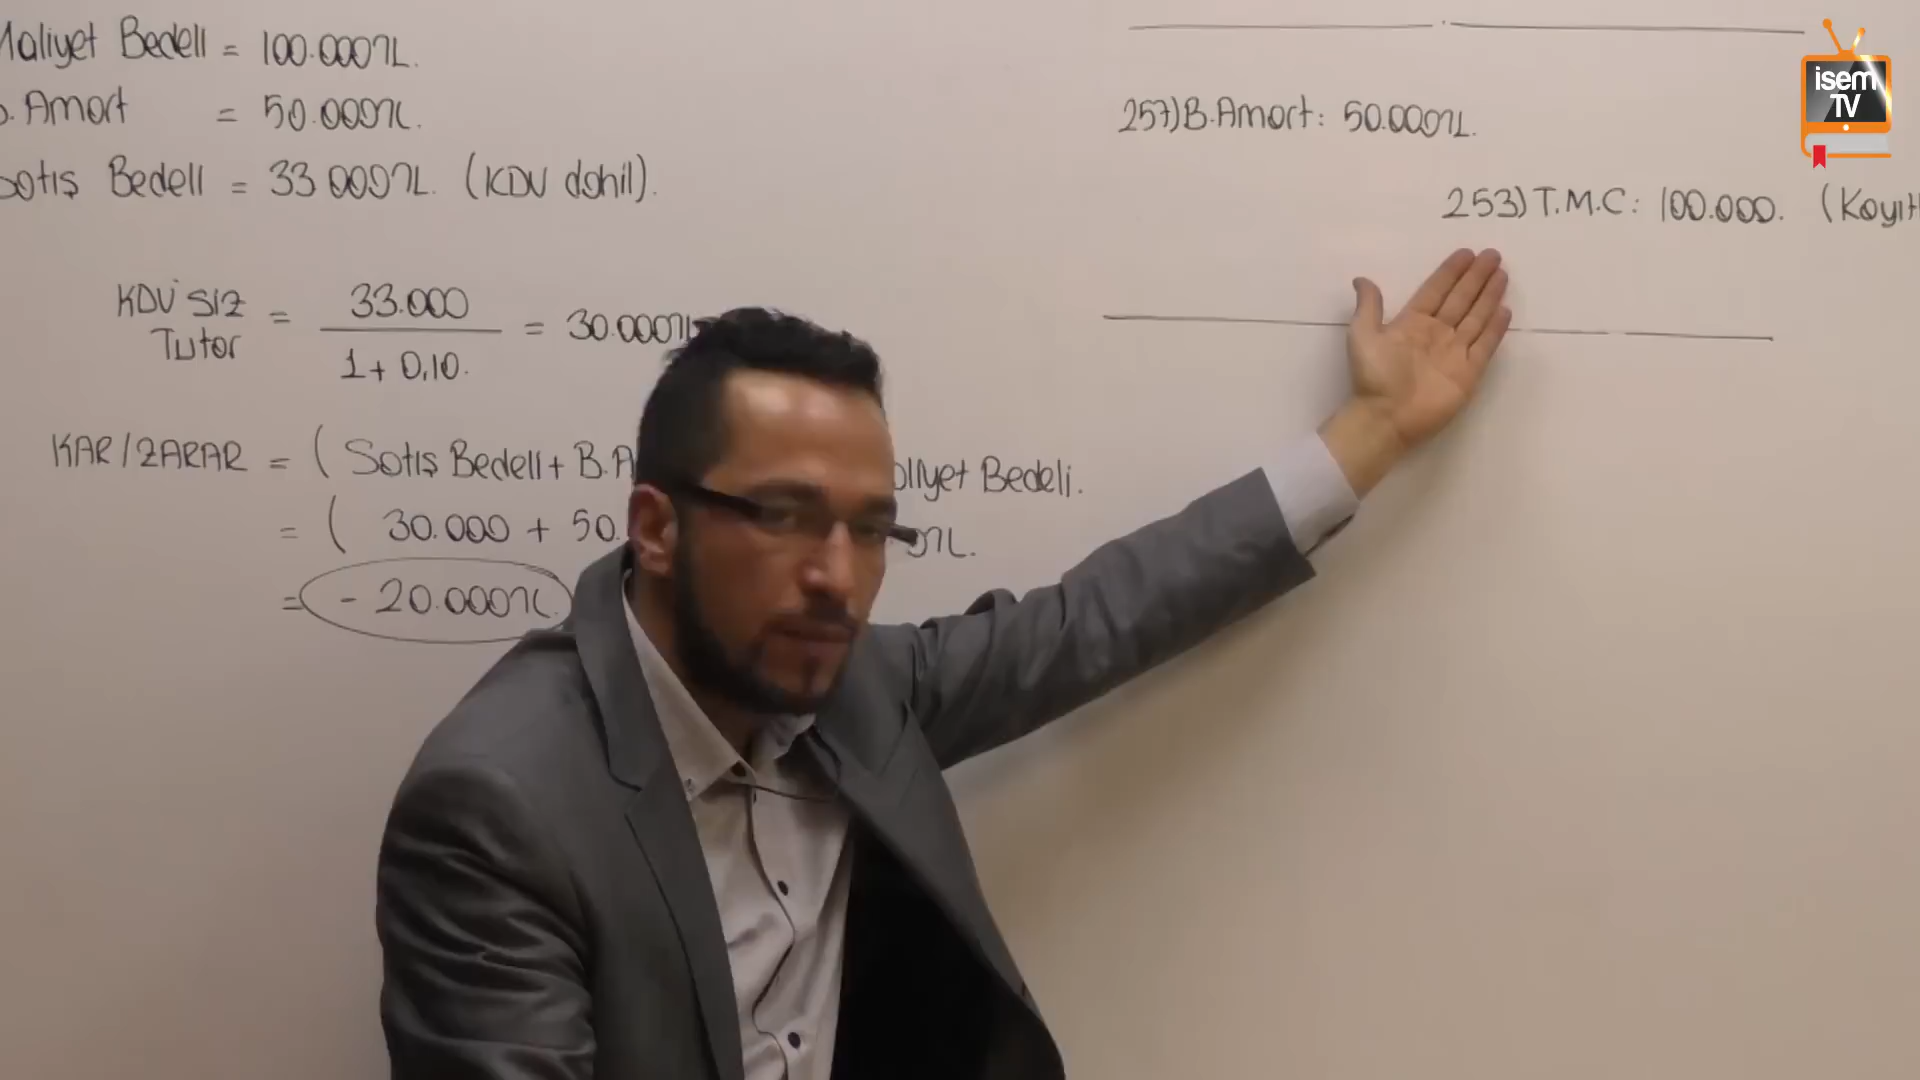 Maliyet Bedeli = 100.000TL.
B.Amort = 50.000TL.
Satış Bedeli = 33 000TL. (KDV dahil).
KDV'siz
Tutar = 33.000 / 1 + 0,10. = 30.000TL
KAR/ZARAR = ( Satış Bedeli + B.A
Bedeli.
= ( 30.000 + 50.
TL.
= - 20.000TL.
257) B.Amort: 50.000TL.
253) T.M.C: 100.000. (Kayıt
isem
TV